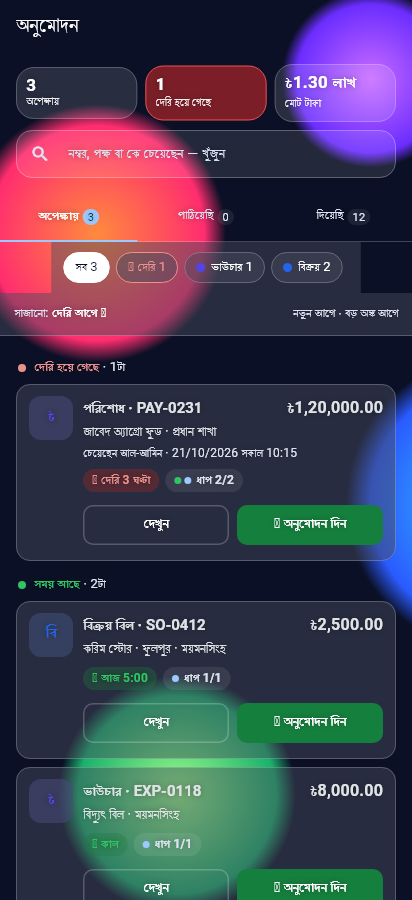 অনুমোদন
3
অপেক্ষায়
1
দেরি হয়ে গেছে
৳1.30 লাখ
মোট টাকা
নম্বর, পক্ষ বা কে চেয়েছেন — খুঁজুন
অপেক্ষায় 3
পাঠিয়েছি 0
দিয়েছি 12
সব 3
দেরি 1
ভাউচার 1
বিক্রয় 2
সাজানো: দেরি আগে
নতুন আগে · বড় অঙ্ক আগে
দেরি হয়ে গেছে · 1টা
৳
পরিশোধ · PAY-0231
৳1,20,000.00
জাবেদ অ্যাগ্রো ফুড · প্রধান শাখা
চেয়েছেন আল-আমিন · 21/10/2026 সকাল 10:15
দেরি 3 ঘণ্টা
ধাপ 2/2
দেখুন
অনুমোদন দিন
সময় আছে · 2টা
বি
বিক্রয় বিল · SO-0412
৳2,500.00
করিম স্টোর · ফুলপুর · ময়মনসিংহ
আজ 5:00
ধাপ 1/1
দেখুন
অনুমোদন দিন
৳
ভাউচার · EXP-0118
৳8,000.00
বিদ্যুৎ বিল · ময়মনসিংহ
কাল
ধাপ 1/1
দেখুন
অনুমোদন দিন